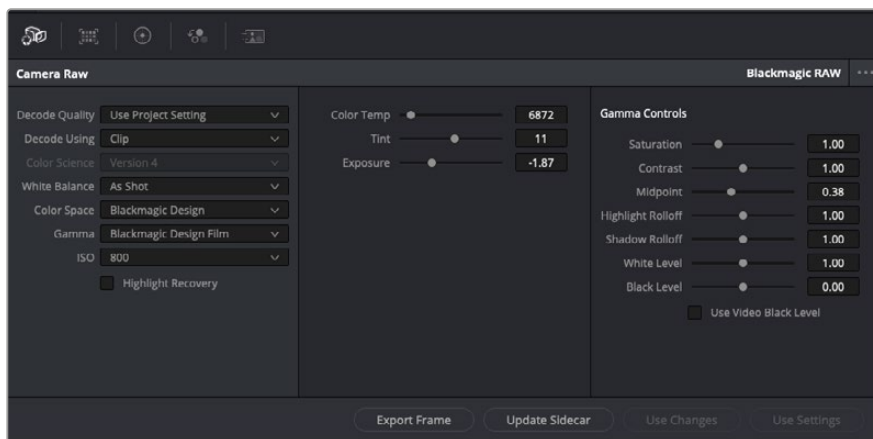 Camera Raw
Blackmagic RAW
Decode Quality Use Project Setting
Decode Using Clip
Color Science Version 4
White Balance As Shot
Color Space Blackmagic Design
Gamma Blackmagic Design Film
ISO 800
Highlight Recovery
Color Temp 6872
Tint 11
Exposure -1.87
Gamma Controls
Saturation 1.00
Contrast 1.00
Midpoint 0.38
Highlight Rolloff 1.00
Shadow Rolloff 1.00
White Level 1.00
Black Level 0.00
Use Video Black Level
Export Frame
Update Sidecar
Use Changes
Use Settings